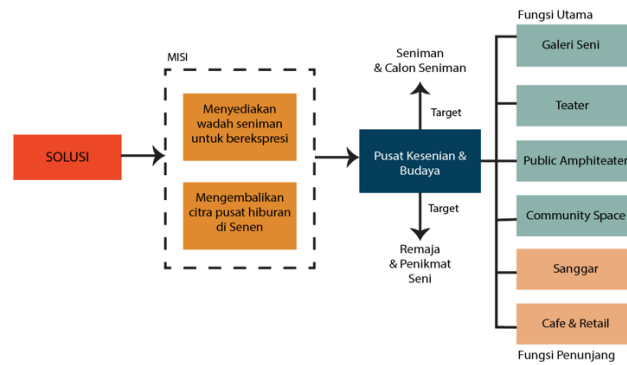 SOLUSI
MISI
Menyediakan
wadah seniman
untuk berekspresi
Mengembalikan
citra pusat hiburan
di Senen
Seniman
& Calon Seniman
Target
Pusat Kesenian &
Budaya
Target
Remaja
& Penikmat
Seni
Fungsi Utama
Galeri Seni
Teater
Public Amphiteater
Community Space
Sanggar
Cafe & Retail
Fungsi Penunjang